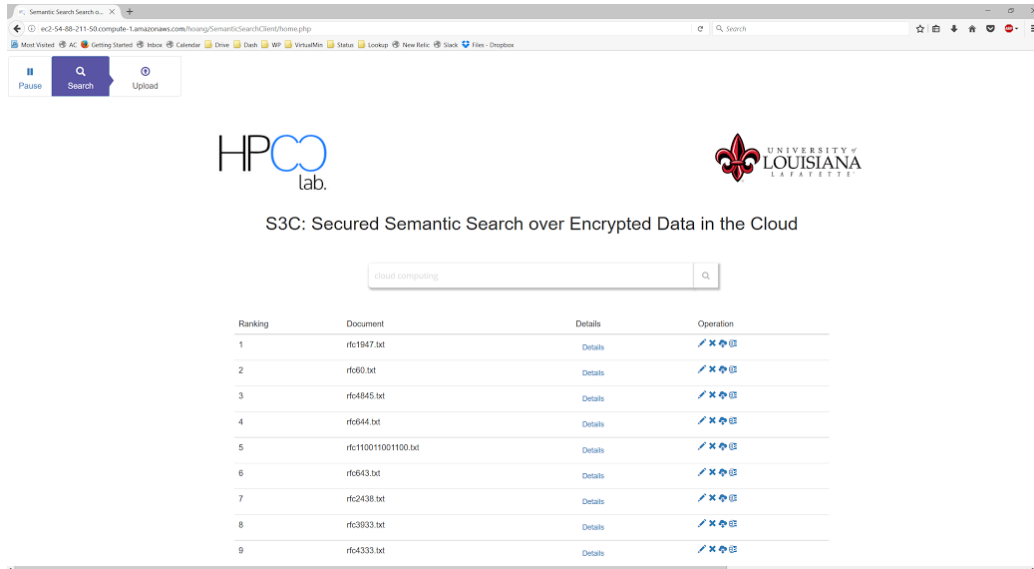 Semantic Search Search o...
ec2-54-88-211-50.compute-1.amazonaws.com/hoang/SemanticSearchClient/home.php
Search
Most Visited AC Getting Started Inbox Calendar Drive Dash WP VirtualMin Status Lookup New Relic Slack Files - Dropbox
Pause Search Upload
HPCC
lab.
UNIVERSITY of
LOUISIANA
LAFAYETTE
S3C: Secured Semantic Search over Encrypted Data in the Cloud
cloud computing
Ranking Document Details Operation
1 rfc1947.txt Details
2 rfc60.txt Details
3 rfc4845.txt Details
4 rfc644.txt Details
5 rfc110011001100.txt Details
6 rfc643.txt Details
7 rfc2438.txt Details
8 rfc3933.txt Details
9 rfc4333.txt Details